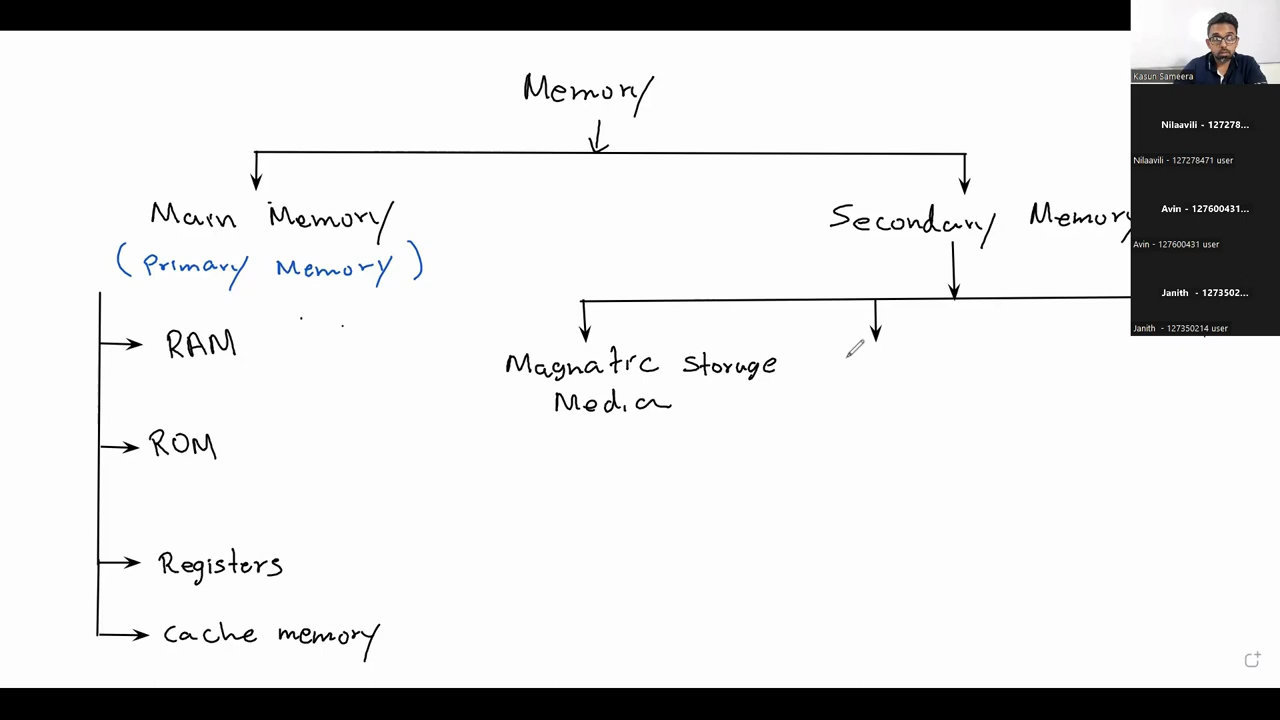 Memory
Main Memory
Secondary Memory
(Primary Memory)
RAM
Magnatic Storage
Media
ROM
Registers
Cache memory
Kasun Sameera
Nilaavili - 127278...
Nilaavili - 127278471 user
Avin - 127600431...
Avin - 127600431 user
Janith - 1273502...
Janith - 127350214 user